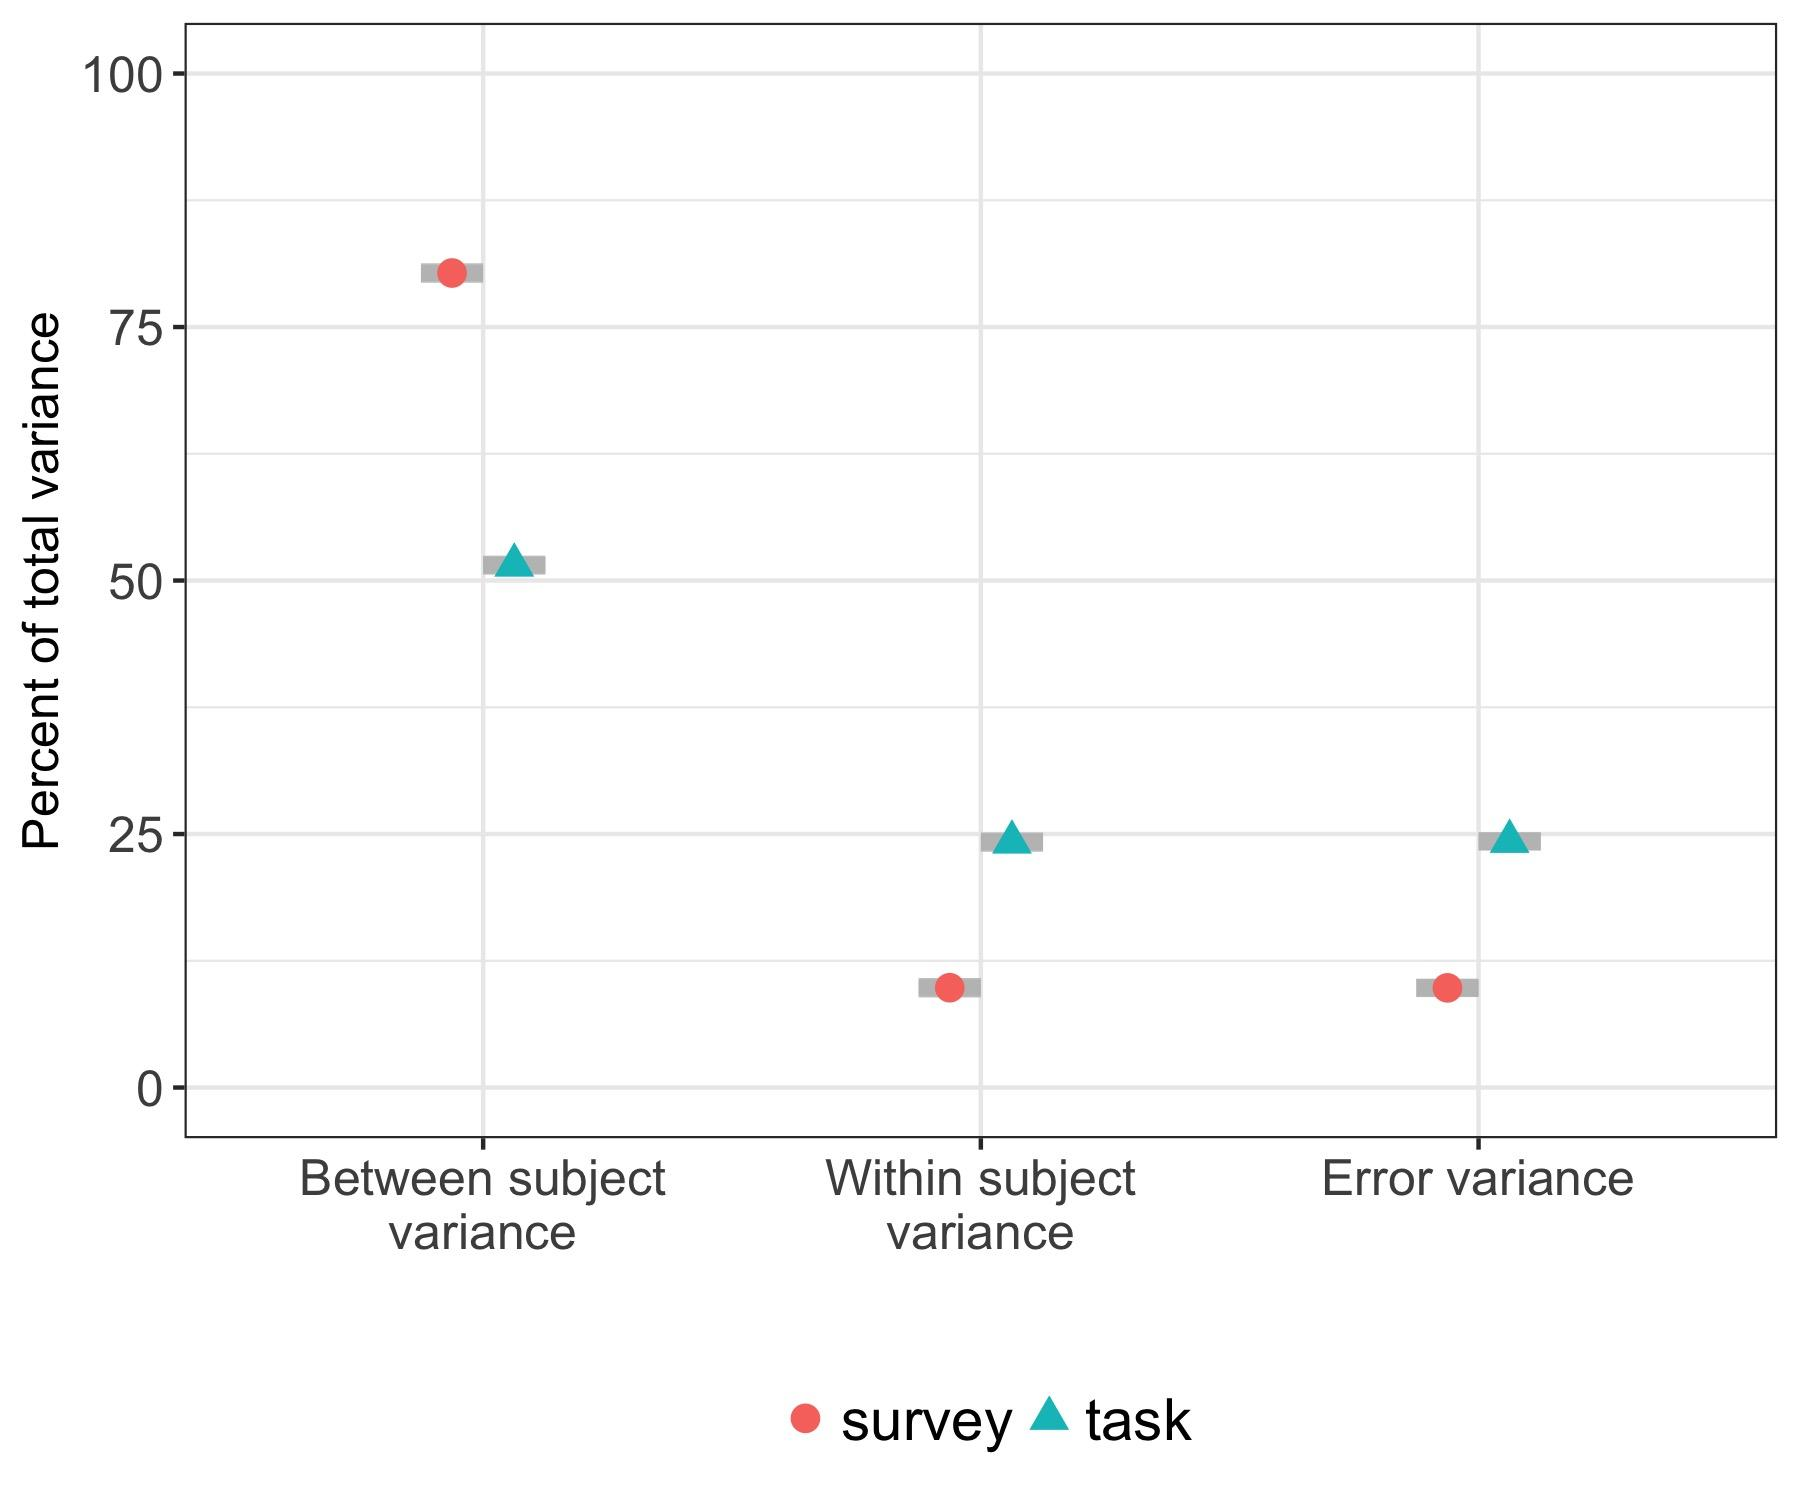 Percent of total variance
100
75
50
25
0
Between subject
variance
Within subject
variance
Error variance
survey
task